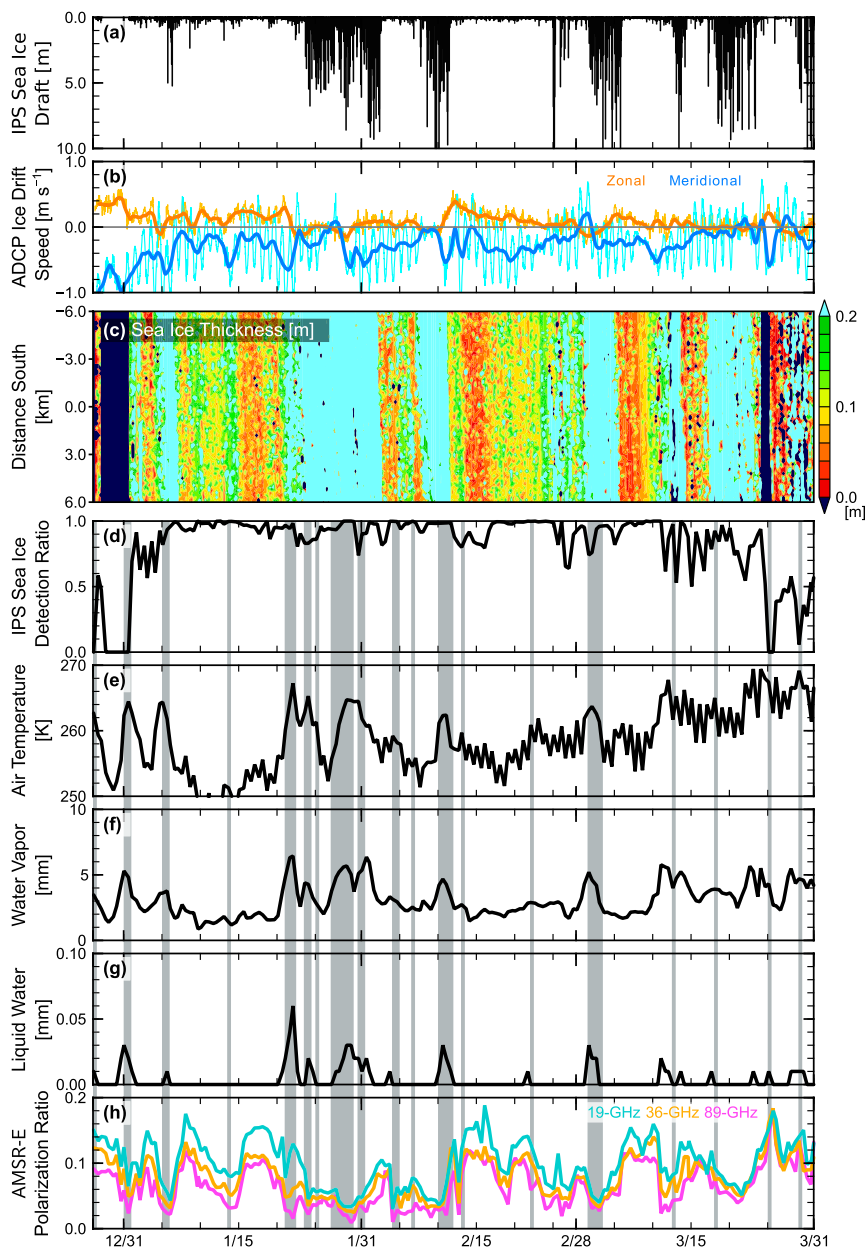 (a)
IPS Sea Ice
Draft [m]
0.0
5.0
10.0
(b)
Zonal Meridional
ADCP Ice Drift
Speed [m s⁻¹]
1.0
0.0
−1.0
(c) Sea Ice Thickness [m]
Distance South
[km]
−6.0
−3.0
0.0
3.0
6.0
0.2
0.1
0.0
[m]
(d)
IPS Sea Ice
Detection Ratio
1.0
0.5
0.0
(e)
Air Temperature
[K]
270
260
250
(f)
Water Vapor
[mm]
10
5
0
(g)
Liquid Water
[mm]
0.10
0.05
0.00
(h)
19-GHz 36-GHz 89-GHz
AMSR-E
Polarization Ratio
0.2
0.1
0.0
12/31 1/15 1/31 2/15 2/28 3/15 3/31